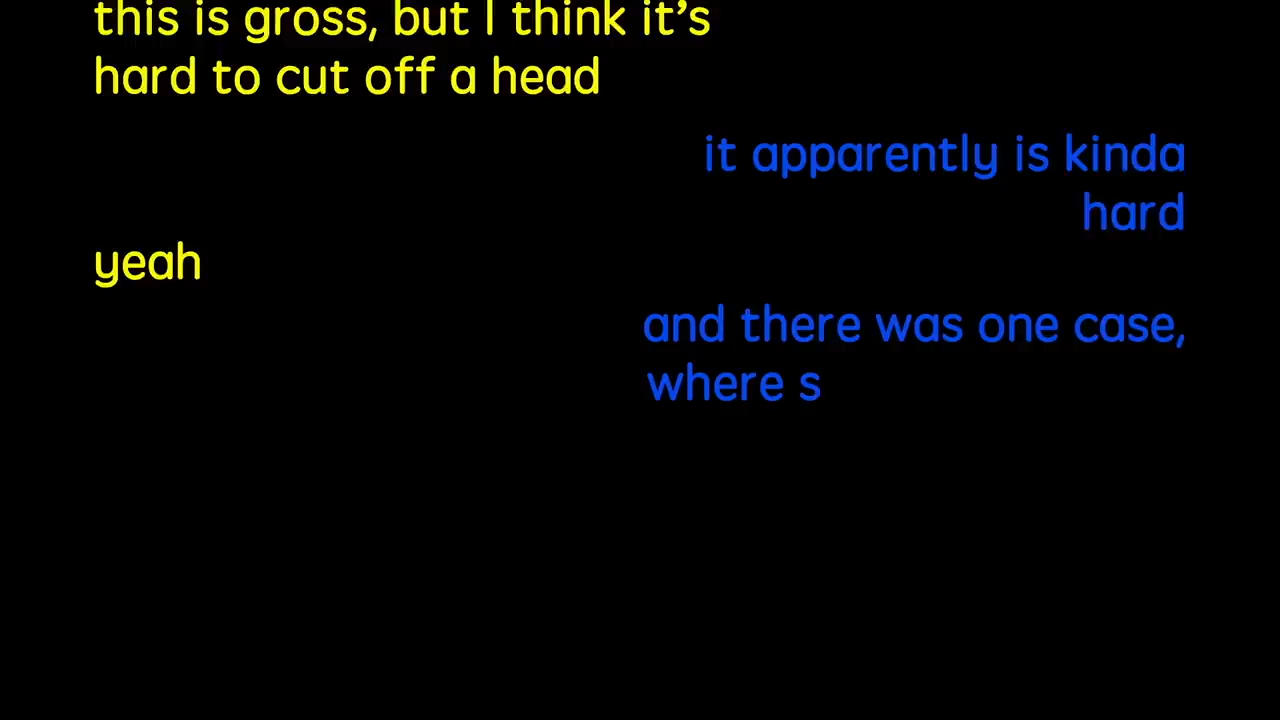 this is gross, but I think it’s
hard to cut off a head
it apparently is kinda
hard
yeah
and there was one case,
where s